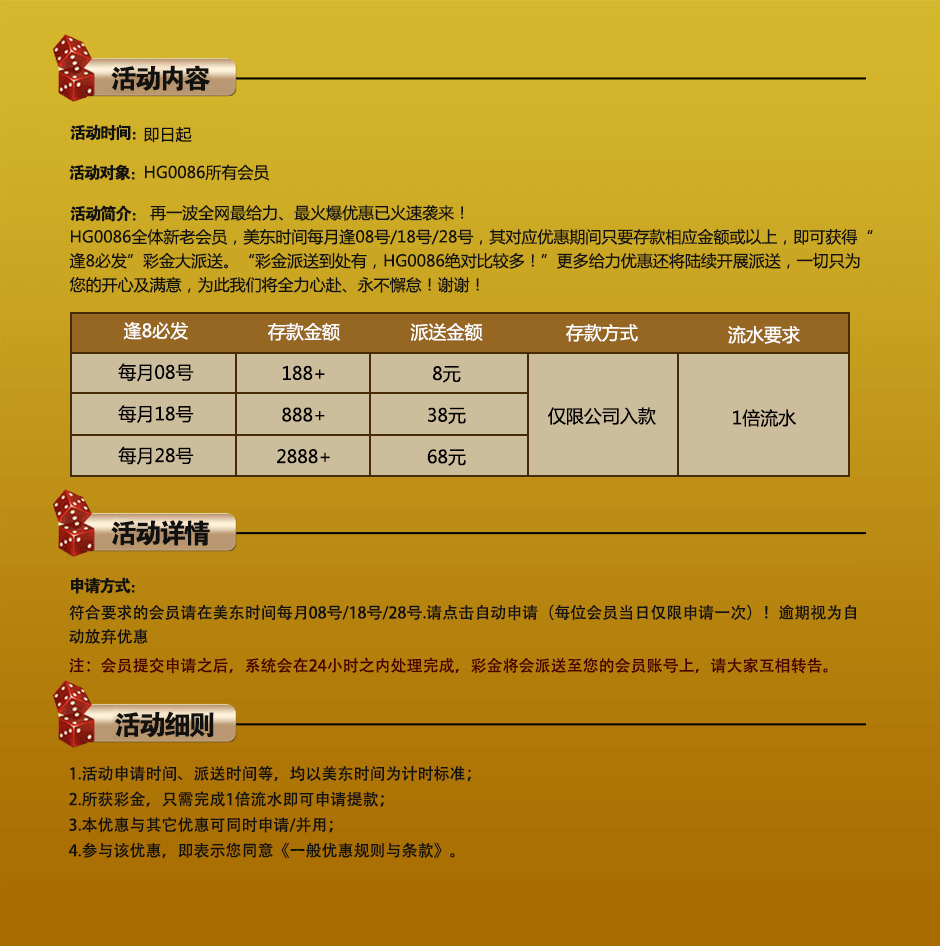 活动内容
活动时间：即日起
活动对象：HG0086所有会员
活动简介： 再一波全网最给力、最火爆优惠已火速袭来！
HG0086全体新老会员，美东时间每月逢08号/18号/28号，其对应优惠期间只要存款相应金额或以上，即可获得“
逢8必发”彩金大派送。“彩金派送到处有，HG0086绝对比较多！”更多给力优惠还将陆续开展派送，一切只为
您的开心及满意，为此我们将全力心赴、永不懈怠！谢谢！
逢8必发 存款金额 派送金额 存款方式 流水要求
每月08号 188+ 8元
每月18号 888+ 38元 仅限公司入款 1倍流水
每月28号 2888+ 68元
活动详情
申请方式：
符合要求的会员请在美东时间每月08号/18号/28号.请点击自动申请（每位会员当日仅限申请一次）！逾期视为自
动放弃优惠
注：会员提交申请之后，系统会在24小时之内处理完成，彩金将会派送至您的会员账号上，请大家互相转告。
活动细则
1.活动申请时间、派送时间等，均以美东时间为计时标准；
2.所获彩金，只需完成1倍流水即可申请提款；
3.本优惠与其它优惠可同时申请/并用；
4.参与该优惠，即表示您同意《一般优惠规则与条款》。